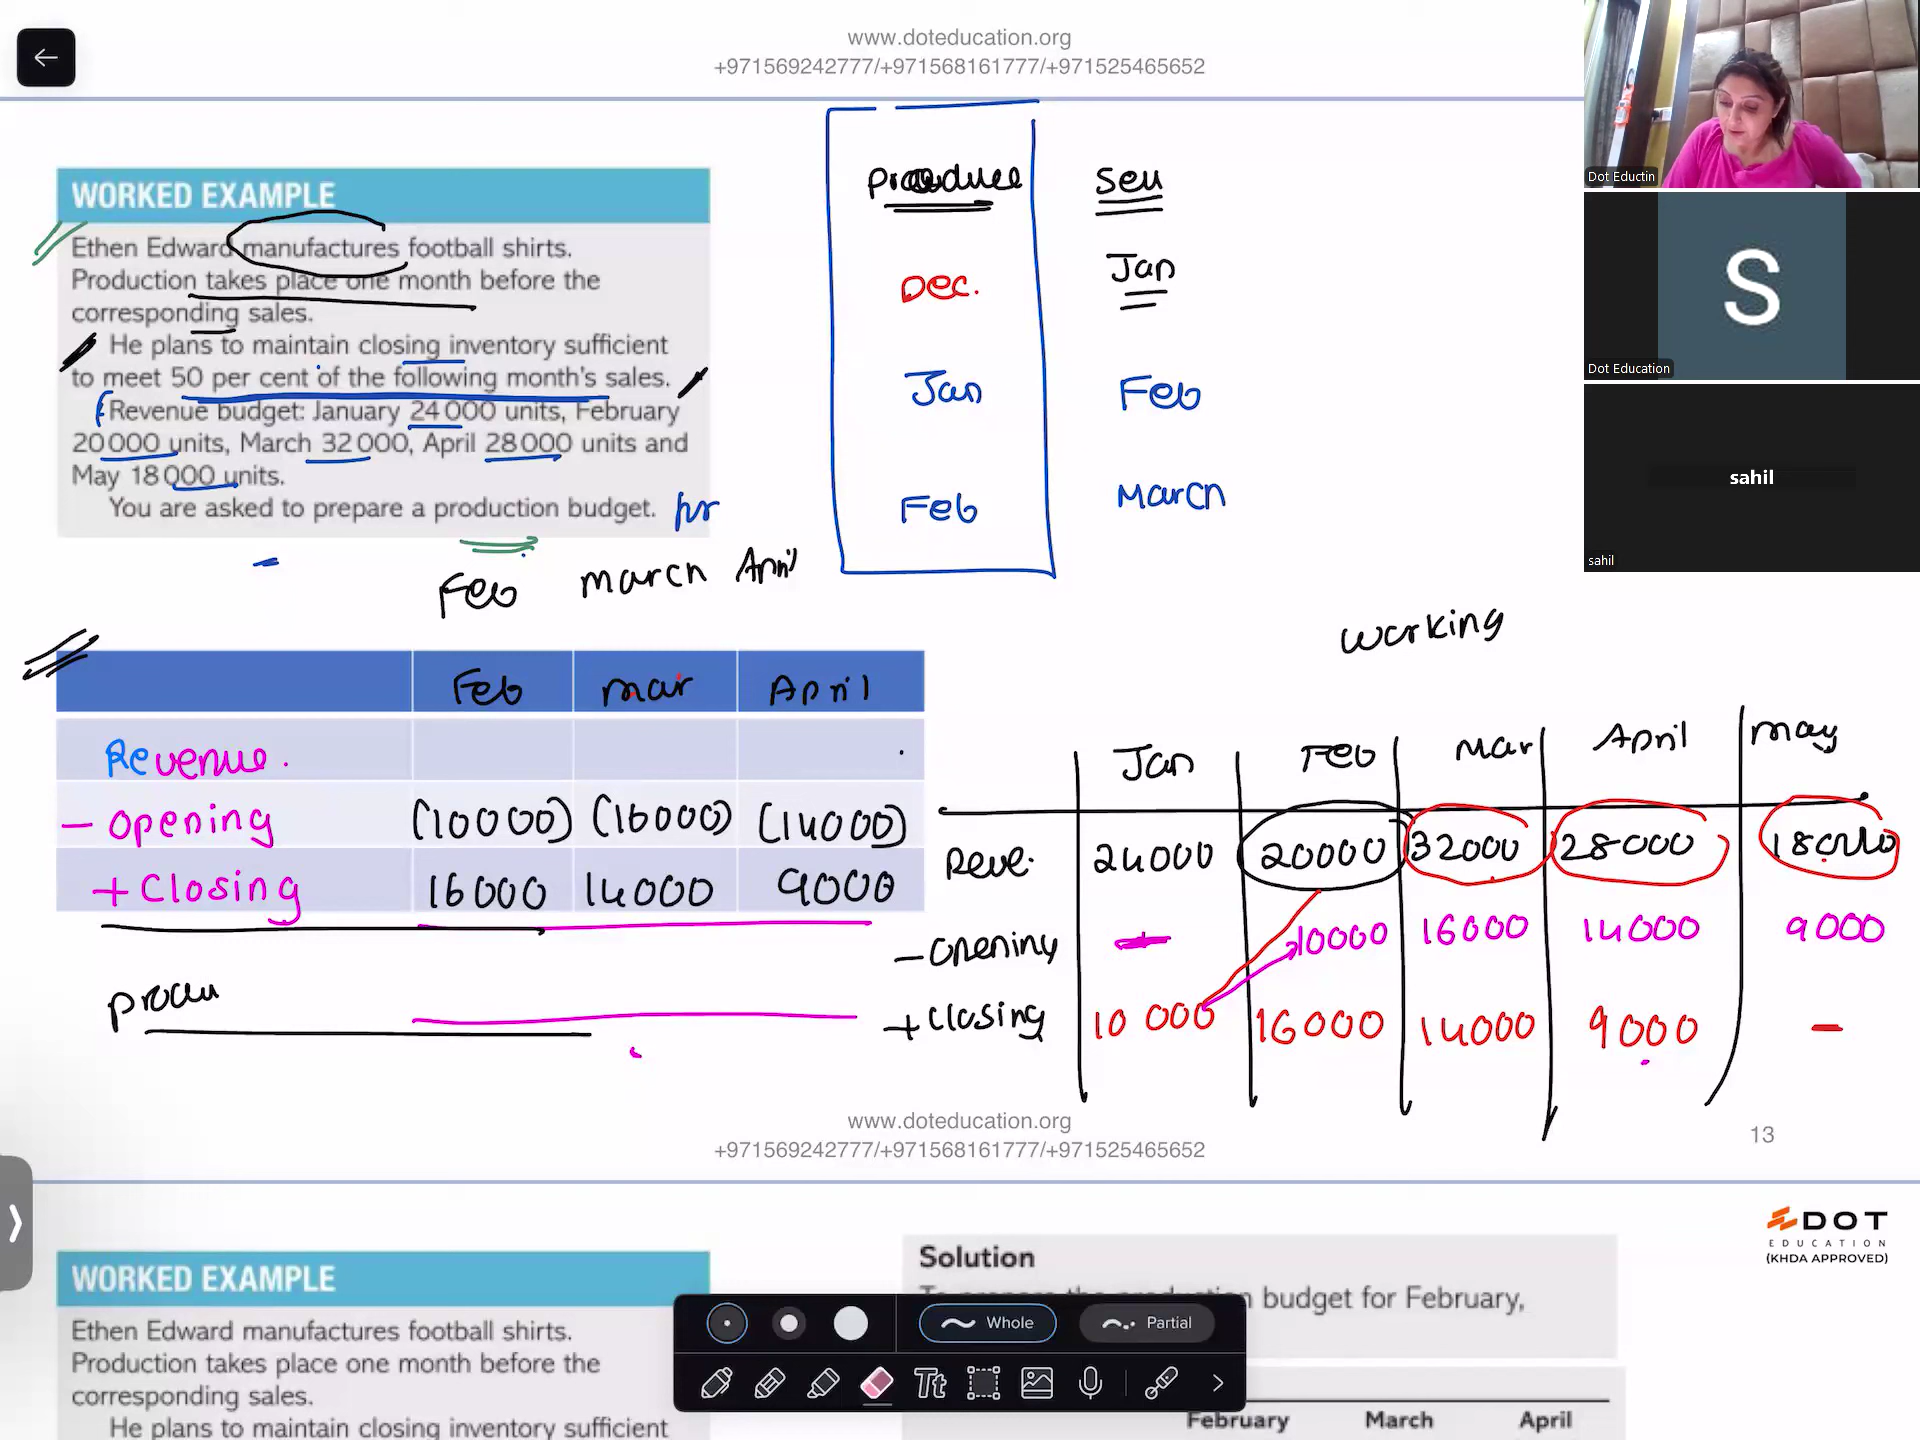 www.doteducation.org
+971569242777/+971568161777/+971525465652
WORKED EXAMPLE
Ethen Edward manufactures football shirts.
Production takes place one month before the
corresponding sales.
He plans to maintain closing inventory sufficient
to meet 50 per cent of the following month's sales.
Revenue budget: January 24 000 units, February
20 000 units, March 32 000, April 28 000 units and
May 18 000 units.
You are asked to prepare a production budget. for
Feb March April
Produce Sell
Dec. Jan
Jan Feb
Feb March
Dot Eductin
S
Dot Education
sahil
sahil
Feb mar April
Revenue.
- Opening (10000) (16000) (14000)
+ Closing 16000 14000 9000
Produ
Working
Jan Feb Mar April May
Reve. 24000 20000 32000 28000 18000
- Opening - 10000 16000 14000 9000
+ Closing 10 000 16000 14000 9000 -
www.doteducation.org
+971569242777/+971568161777/+971525465652
13
DOT
EDUCATION
(KHDA APPROVED)
WORKED EXAMPLE
Ethen Edward manufactures football shirts.
Production takes place one month before the
corresponding sales.
He plans to maintain closing inventory sufficient
Solution
budget for February,
Whole Partial
Tt
February March April